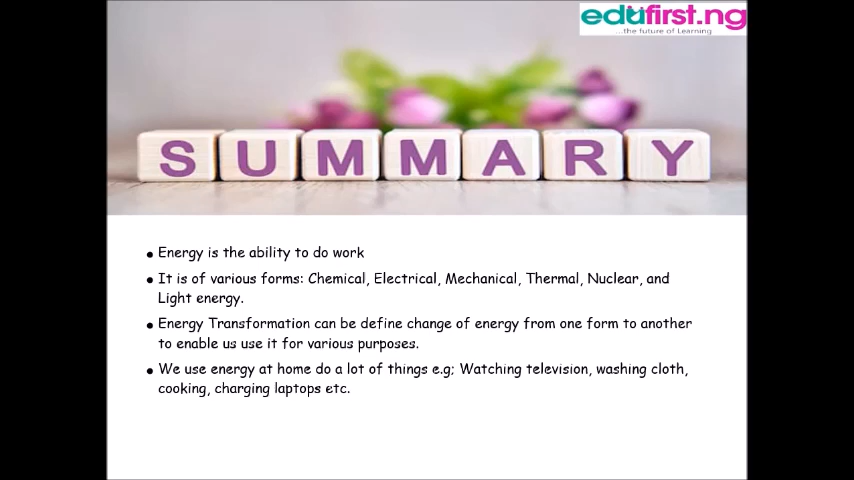 edufirst.ng
...the future of Learning
SUMMARY
• Energy is the ability to do work
• It is of various forms: Chemical, Electrical, Mechanical, Thermal, Nuclear, and
Light energy.
• Energy Transformation can be define change of energy from one form to another
to enable us use it for various purposes.
• We use energy at home do a lot of things e.g; Watching television, washing cloth,
cooking, charging laptops etc.